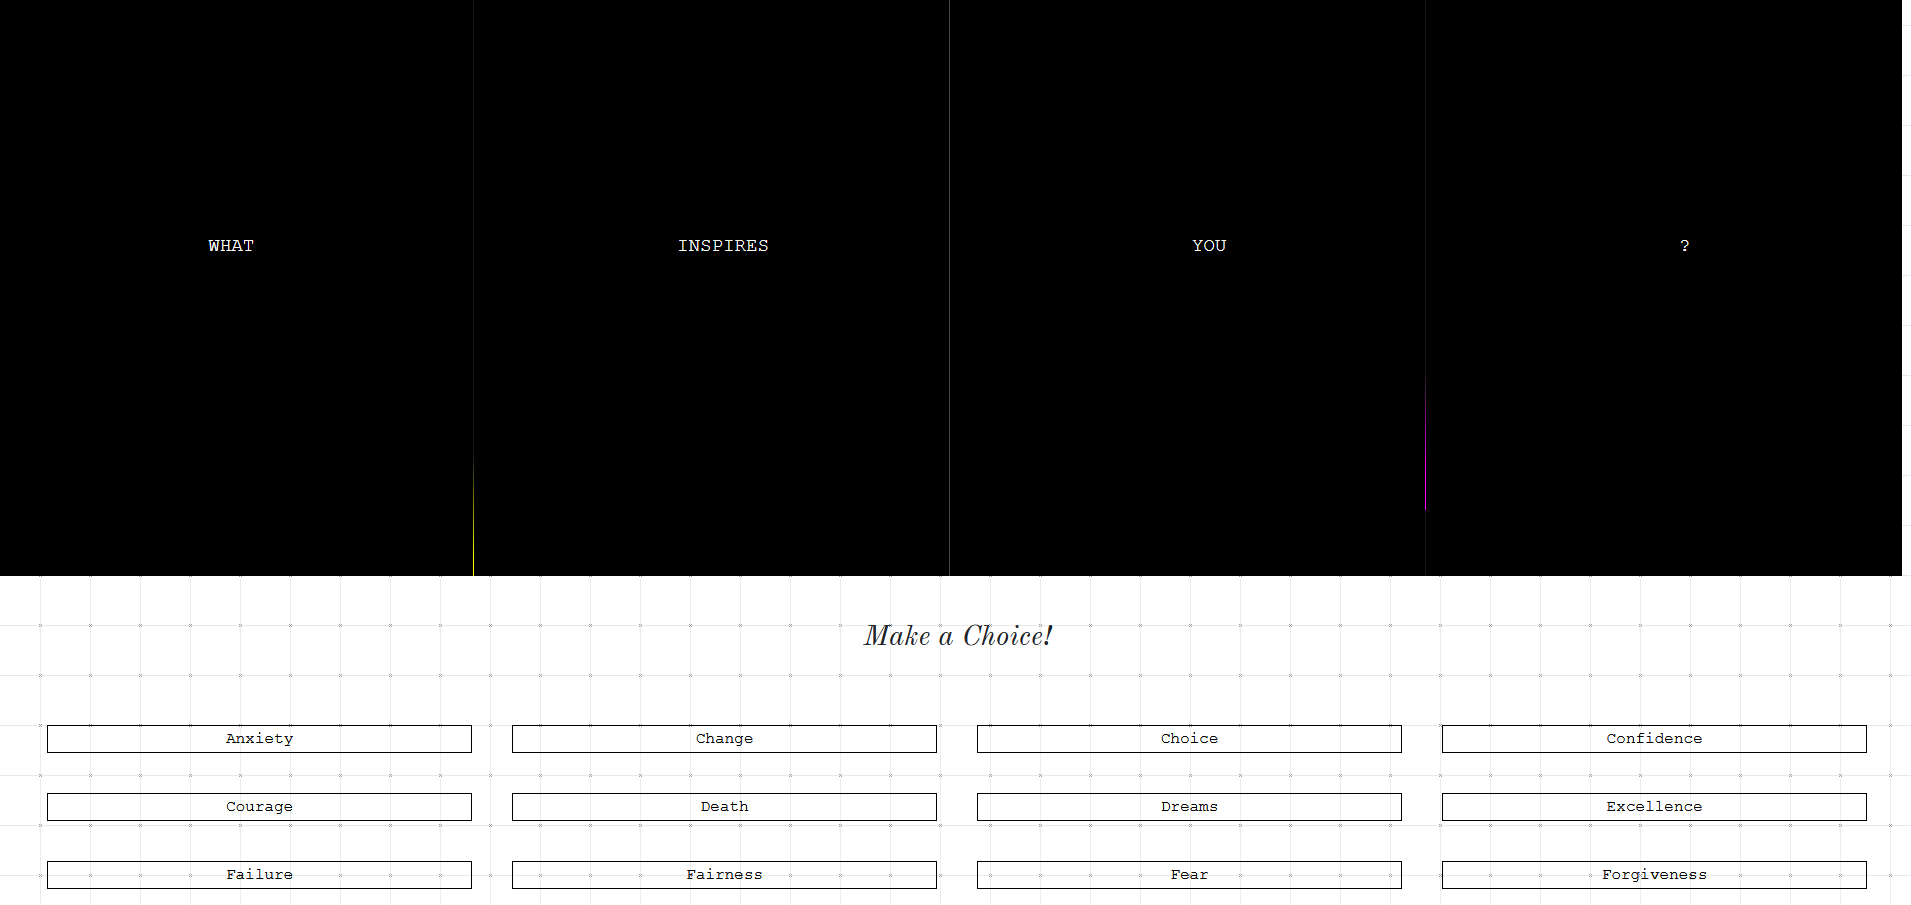 WHAT INSPIRES YOU ?
Make a Choice!
Anxiety Change Choice Confidence
Courage Death Dreams Excellence
Failure Fairness Fear Forgiveness